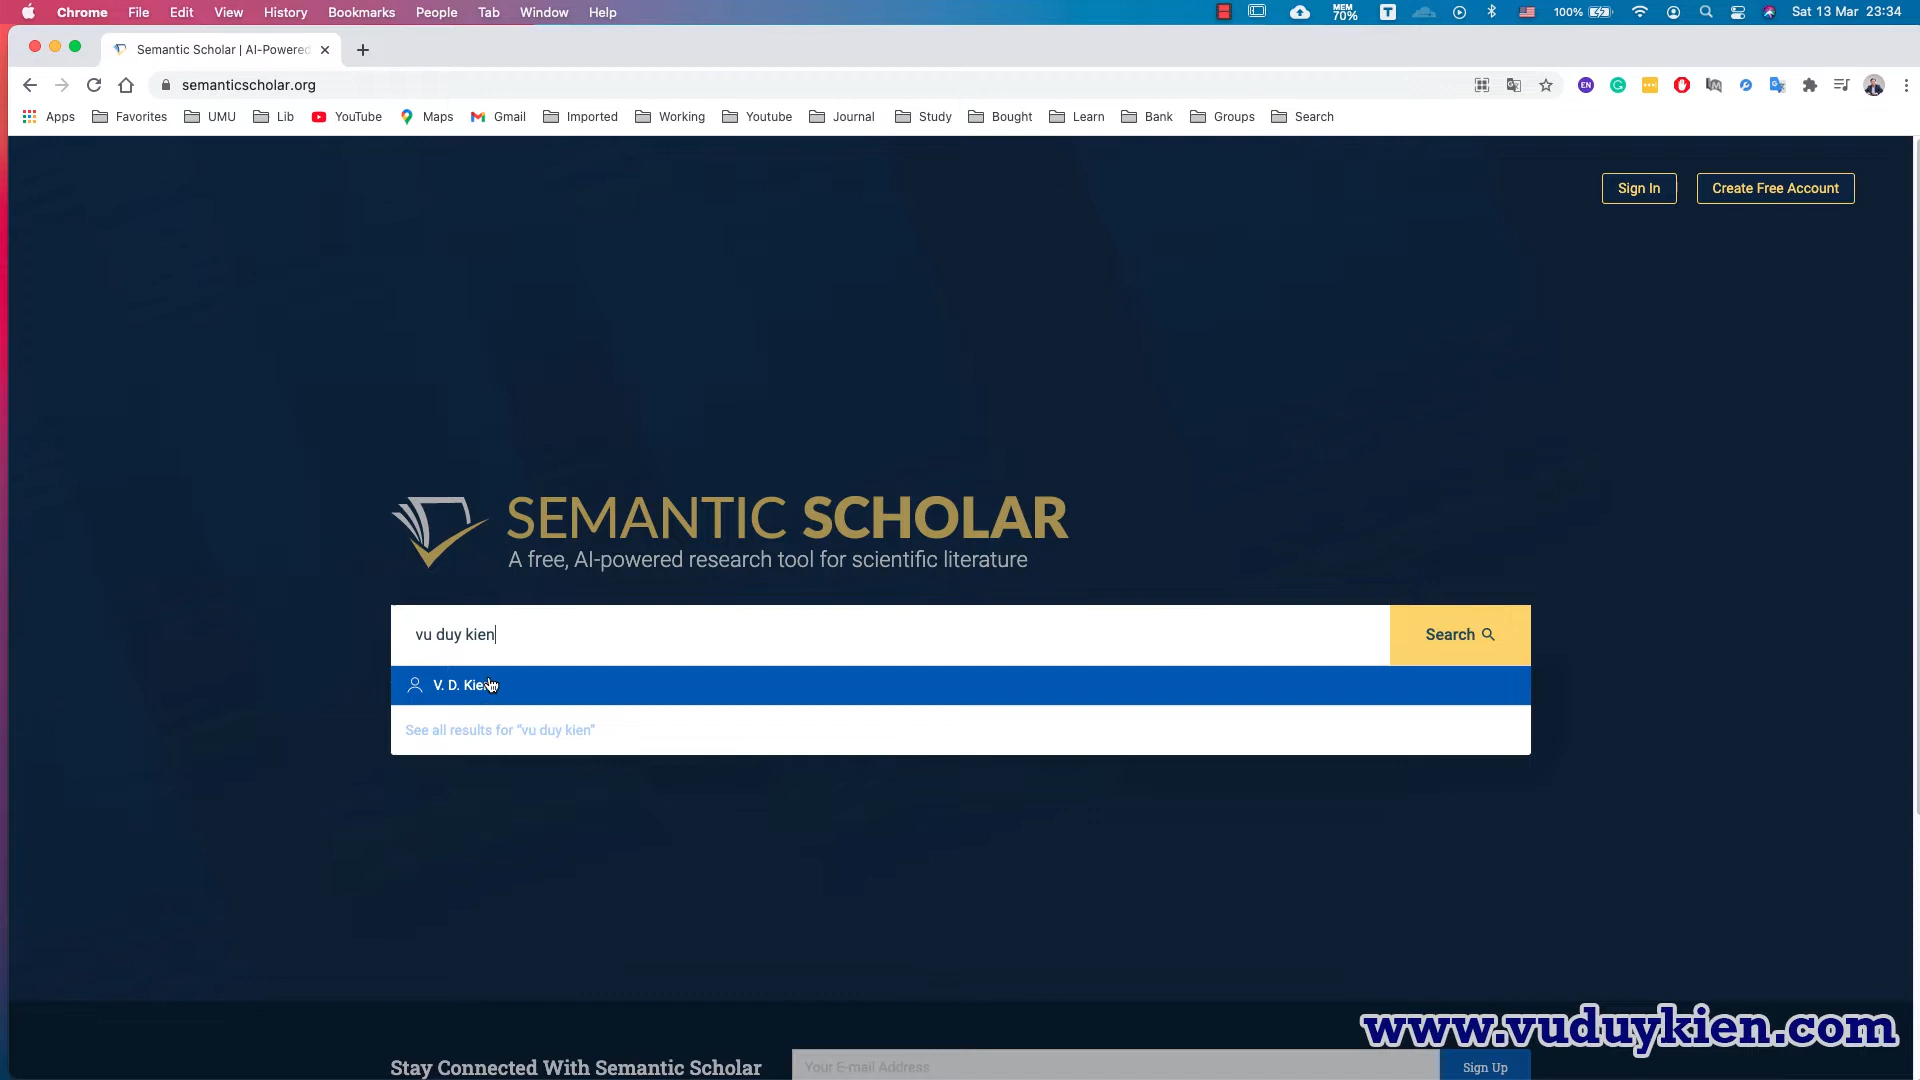 Chrome File Edit View History Bookmarks People Tab Window Help MEM 70% T 100% Sat 13 Mar 23:34
Semantic Scholar | AI-Powered
semanticscholar.org EN
Apps Favorites UMU Lib YouTube Maps Gmail Imported Working Youtube Journal Study Bought Learn Bank Groups Search
Sign In Create Free Account
SEMANTIC SCHOLAR
A free, AI-powered research tool for scientific literature
vu duy kien Search
V. D. Kien
See all results for "vu duy kien"
www.vuduykien.com
Stay Connected With Semantic Scholar Your E-mail Address Sign Up